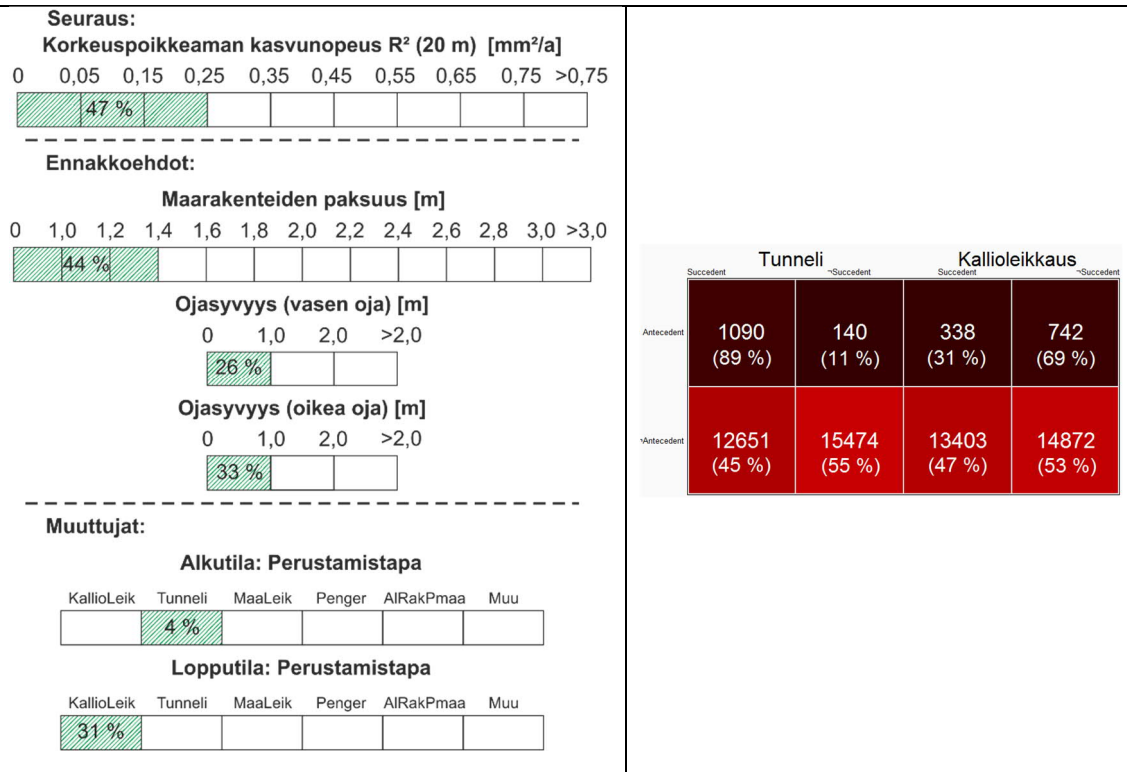 Seuraus:
Korkeuspoikkeaman kasvunopeus R² (20 m) [mm²/a]
0 0,05 0,15 0,25 0,35 0,45 0,55 0,65 0,75 >0,75
47 %
Ennakkoehdot:
Maarakenteiden paksuus [m]
0 1,0 1,2 1,4 1,6 1,8 2,0 2,2 2,4 2,6 2,8 3,0 >3,0
44 %
Ojasyvyys (vasen oja) [m]
0 1,0 2,0 >2,0
26 %
Ojasyvyys (oikea oja) [m]
0 1,0 2,0 >2,0
33 %
Muuttujat:
Alkutila: Perustamistapa
KallioLeik Tunneli MaaLeik Penger AlRakPmaa Muu
4 %
Lopputila: Perustamistapa
KallioLeik Tunneli MaaLeik Penger AlRakPmaa Muu
31 %
Tunneli Kallioleikkaus
Succedent ¬Succedent Succedent ¬Succedent
Antecedent 1090 140 338 742
(89 %) (11 %) (31 %) (69 %)
¬Antecedent 12651 15474 13403 14872
(45 %) (55 %) (47 %) (53 %)